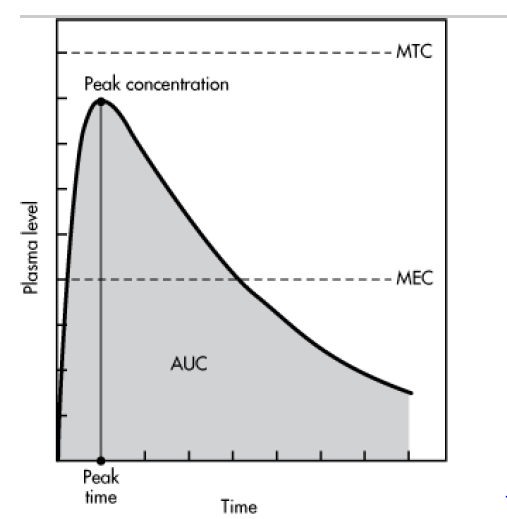 MTC
Peak concentration
Plasma level
MEC
AUC
Peak
time
Time